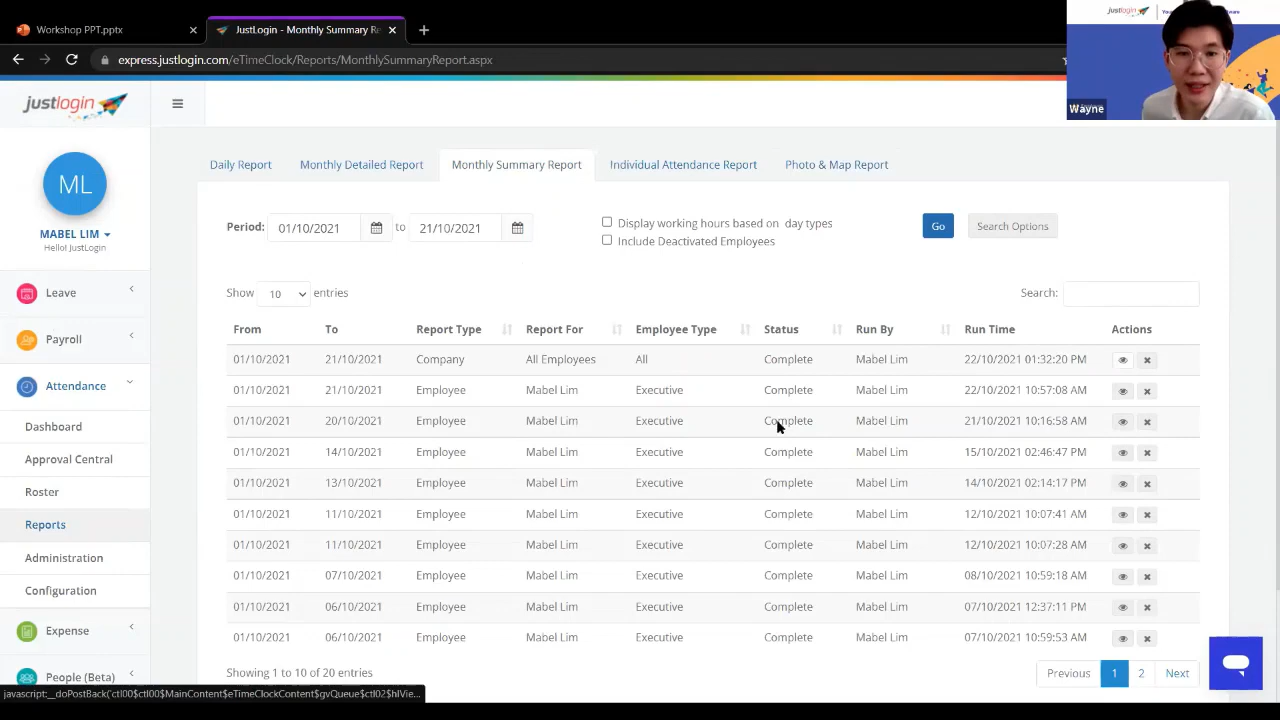 Workshop PPT.pptx
JustLogin - Monthly Summary Re
express.justlogin.com/eTimeClock/Reports/MonthlySummaryReport.aspx
justlogin
Wayne
justlogin
ML
MABEL LIM
Hello! JustLogin
Leave
Payroll
Attendance
Dashboard
Approval Central
Roster
Reports
Administration
Configuration
Expense
People (Beta)
Daily Report Monthly Detailed Report Monthly Summary Report Individual Attendance Report Photo & Map Report
Period: 01/10/2021 to 21/10/2021
Display working hours based on day types
Include Deactivated Employees
Go Search Options
Show 10 entries Search:
From To Report Type Report For Employee Type Status Run By Run Time Actions
01/10/2021 21/10/2021 Company All Employees All Complete Mabel Lim 22/10/2021 01:32:20 PM
01/10/2021 21/10/2021 Employee Mabel Lim Executive Complete Mabel Lim 22/10/2021 10:57:08 AM
01/10/2021 20/10/2021 Employee Mabel Lim Executive Complete Mabel Lim 21/10/2021 10:16:58 AM
01/10/2021 14/10/2021 Employee Mabel Lim Executive Complete Mabel Lim 15/10/2021 02:46:47 PM
01/10/2021 13/10/2021 Employee Mabel Lim Executive Complete Mabel Lim 14/10/2021 02:14:17 PM
01/10/2021 11/10/2021 Employee Mabel Lim Executive Complete Mabel Lim 12/10/2021 10:07:41 AM
01/10/2021 11/10/2021 Employee Mabel Lim Executive Complete Mabel Lim 12/10/2021 10:07:28 AM
01/10/2021 07/10/2021 Employee Mabel Lim Executive Complete Mabel Lim 08/10/2021 10:59:18 AM
01/10/2021 06/10/2021 Employee Mabel Lim Executive Complete Mabel Lim 07/10/2021 12:37:11 PM
01/10/2021 06/10/2021 Employee Mabel Lim Executive Complete Mabel Lim 07/10/2021 10:59:53 AM
Showing 1 to 10 of 20 entries
Previous 1 2 Next
javascript:__doPostBack('ctl00$ctl00$MainContent$eTimeClockContent$gvQueue$ctl02$hlVie...